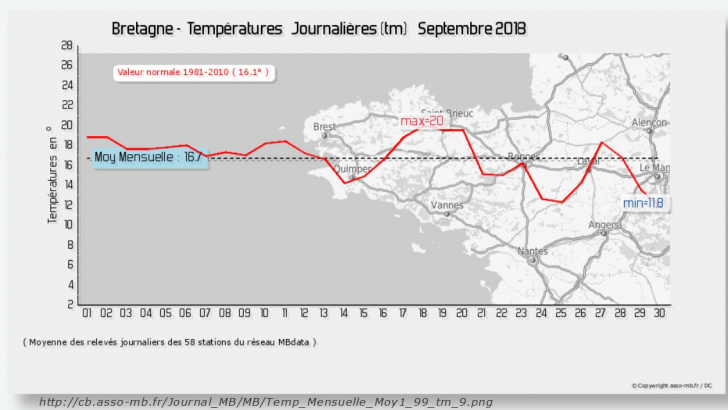 Bretagne - Températures Journalières (tm) Septembre 2018
28
Valeur normale 1981-2010 ( 16.1° )
26
24
22
20
18
16
14
12
10
8
6
4
2
Températures en °
Moy Mensuelle : 16.7
max=20
min=11.8
Brest
Saint Brieuc
Alençon
Quimper
Rennes
Laval
Le Man
Vannes
Angers
Nantes
01 02 03 04 05 06 07 08 09 10 11 12 13 14 15 16 17 18 19 20 21 22 23 24 25 26 27 28 29 30
( Moyenne des relevés journaliers des 58 stations du réseau MBdata )
© Copyright asso-mb.fr / DC
http://cb.asso-mb.fr/Journal_MB/MB/Temp_Mensuelle_Moy1_99_tm_9.png